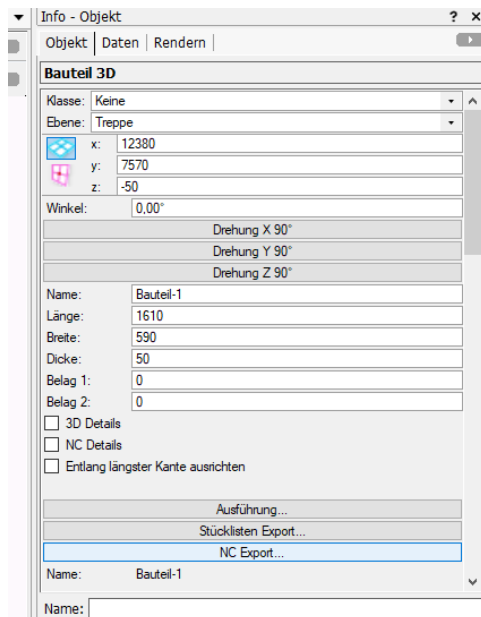 Info - Objekt ? ×
Objekt Daten Rendern
Bauteil 3D
Klasse: Keine
Ebene: Treppe
x: 12380
y: 7570
z: -50
Winkel: 0,00°
Drehung X 90°
Drehung Y 90°
Drehung Z 90°
Name: Bauteil-1
Länge: 1610
Breite: 590
Dicke: 50
Belag 1: 0
Belag 2: 0
3D Details
NC Details
Entlang längster Kante ausrichten
Ausführung...
Stücklisten Export...
NC Export...
Name: Bauteil-1
Name: